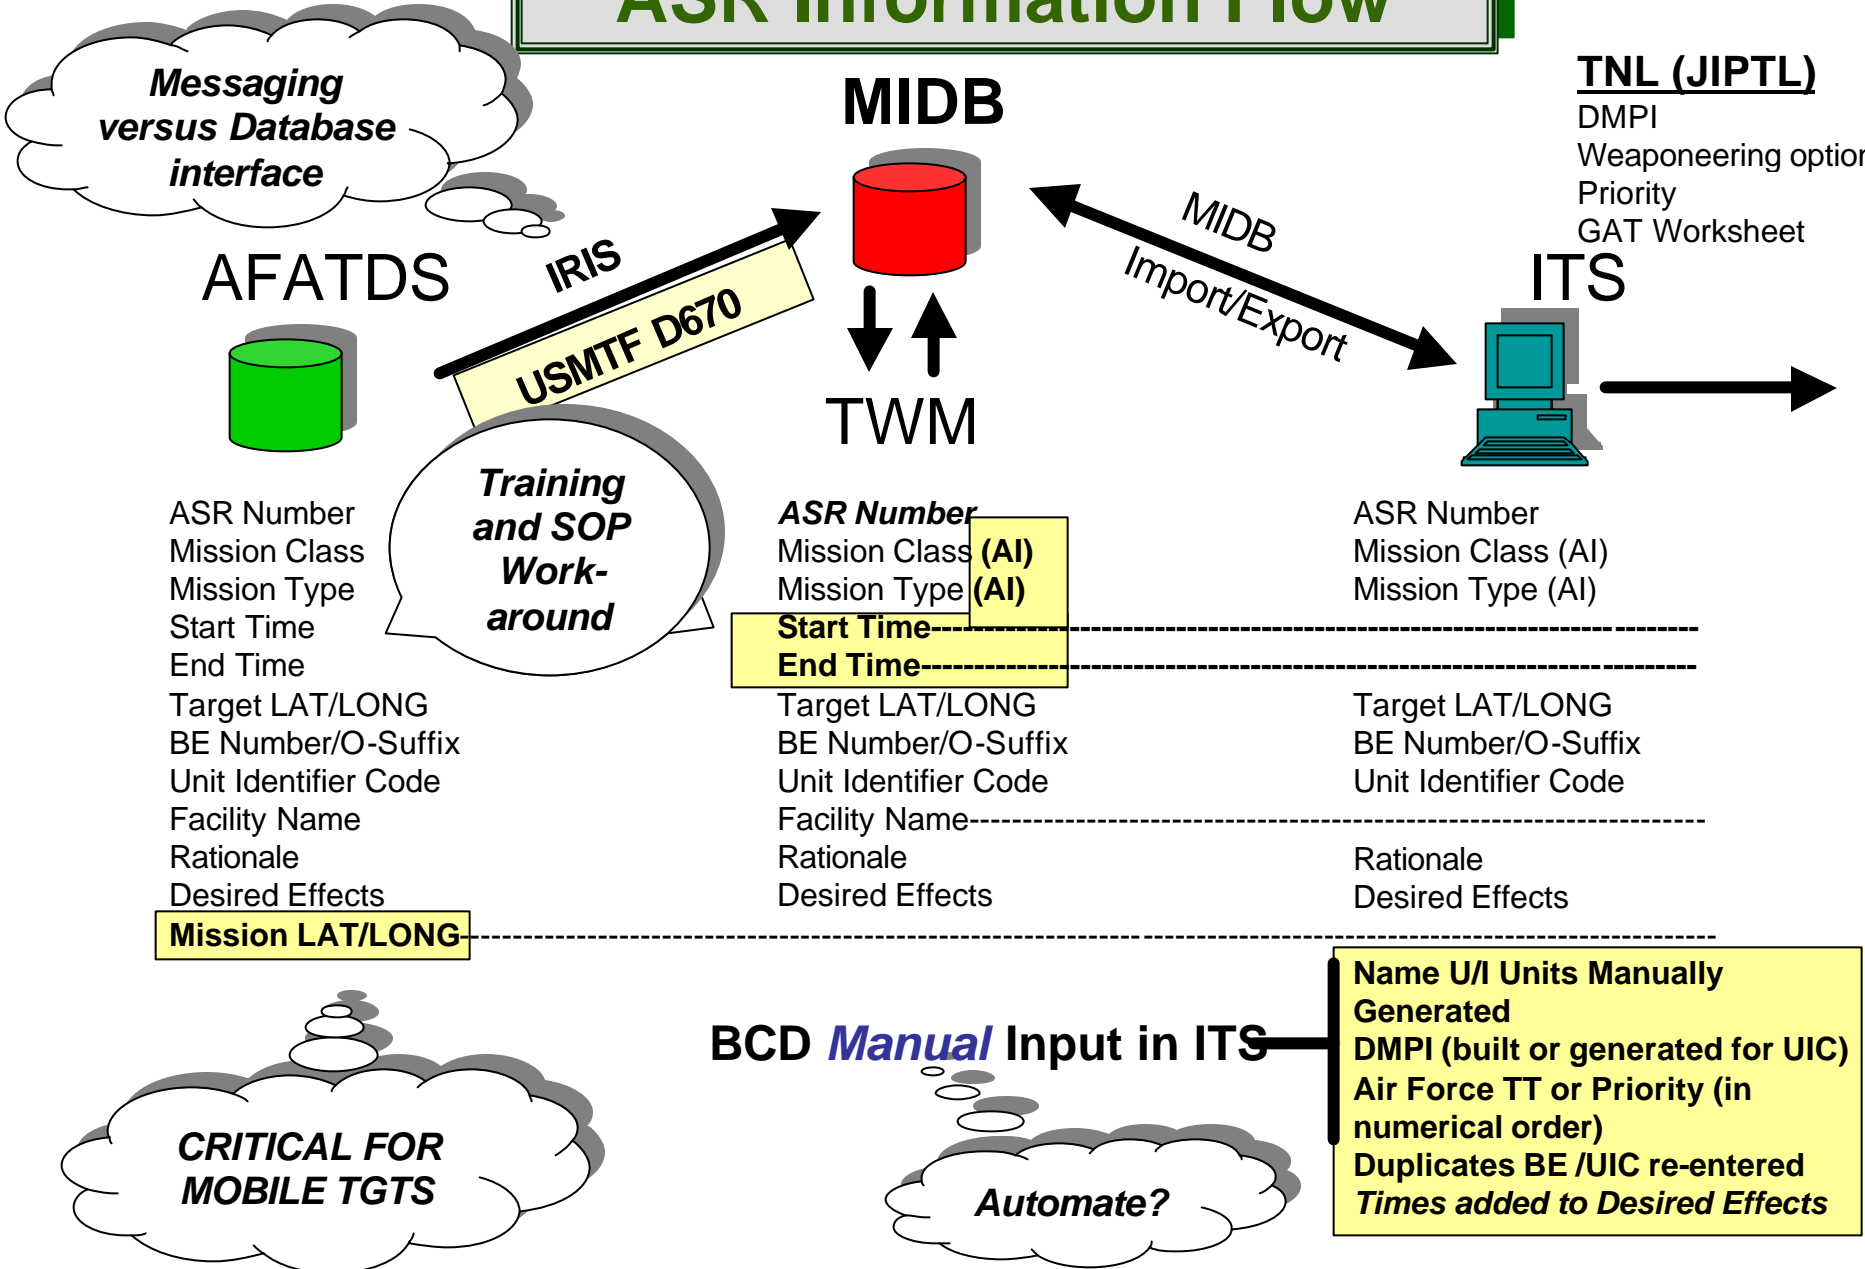 ASR Information Flow
Messaging
versus Database
interface
MIDB
TNL (JIPTL)
DMPI
Weaponeering option
Priority
GAT Worksheet
AFATDS
IRIS
USMTF D670
MIDB
Import/Export
ITS
TWM
Training
and SOP
Work-
around
ASR Number
Mission Class
Mission Type
Start Time
End Time
Target LAT/LONG
BE Number/O-Suffix
Unit Identifier Code
Facility Name
Rationale
Desired Effects
Mission LAT/LONG
ASR Number
Mission Class (AI)
Mission Type (AI)
Start Time
End Time
Target LAT/LONG
BE Number/O-Suffix
Unit Identifier Code
Facility Name
Rationale
Desired Effects
ASR Number
Mission Class (AI)
Mission Type (AI)
Target LAT/LONG
BE Number/O-Suffix
Unit Identifier Code
Rationale
Desired Effects
CRITICAL FOR
MOBILE TGTS
BCD Manual Input in ITS
Automate?
Name U/I Units Manually
Generated
DMPI (built or generated for UIC)
Air Force TT or Priority (in
numerical order)
Duplicates BE /UIC re-entered
Times added to Desired Effects